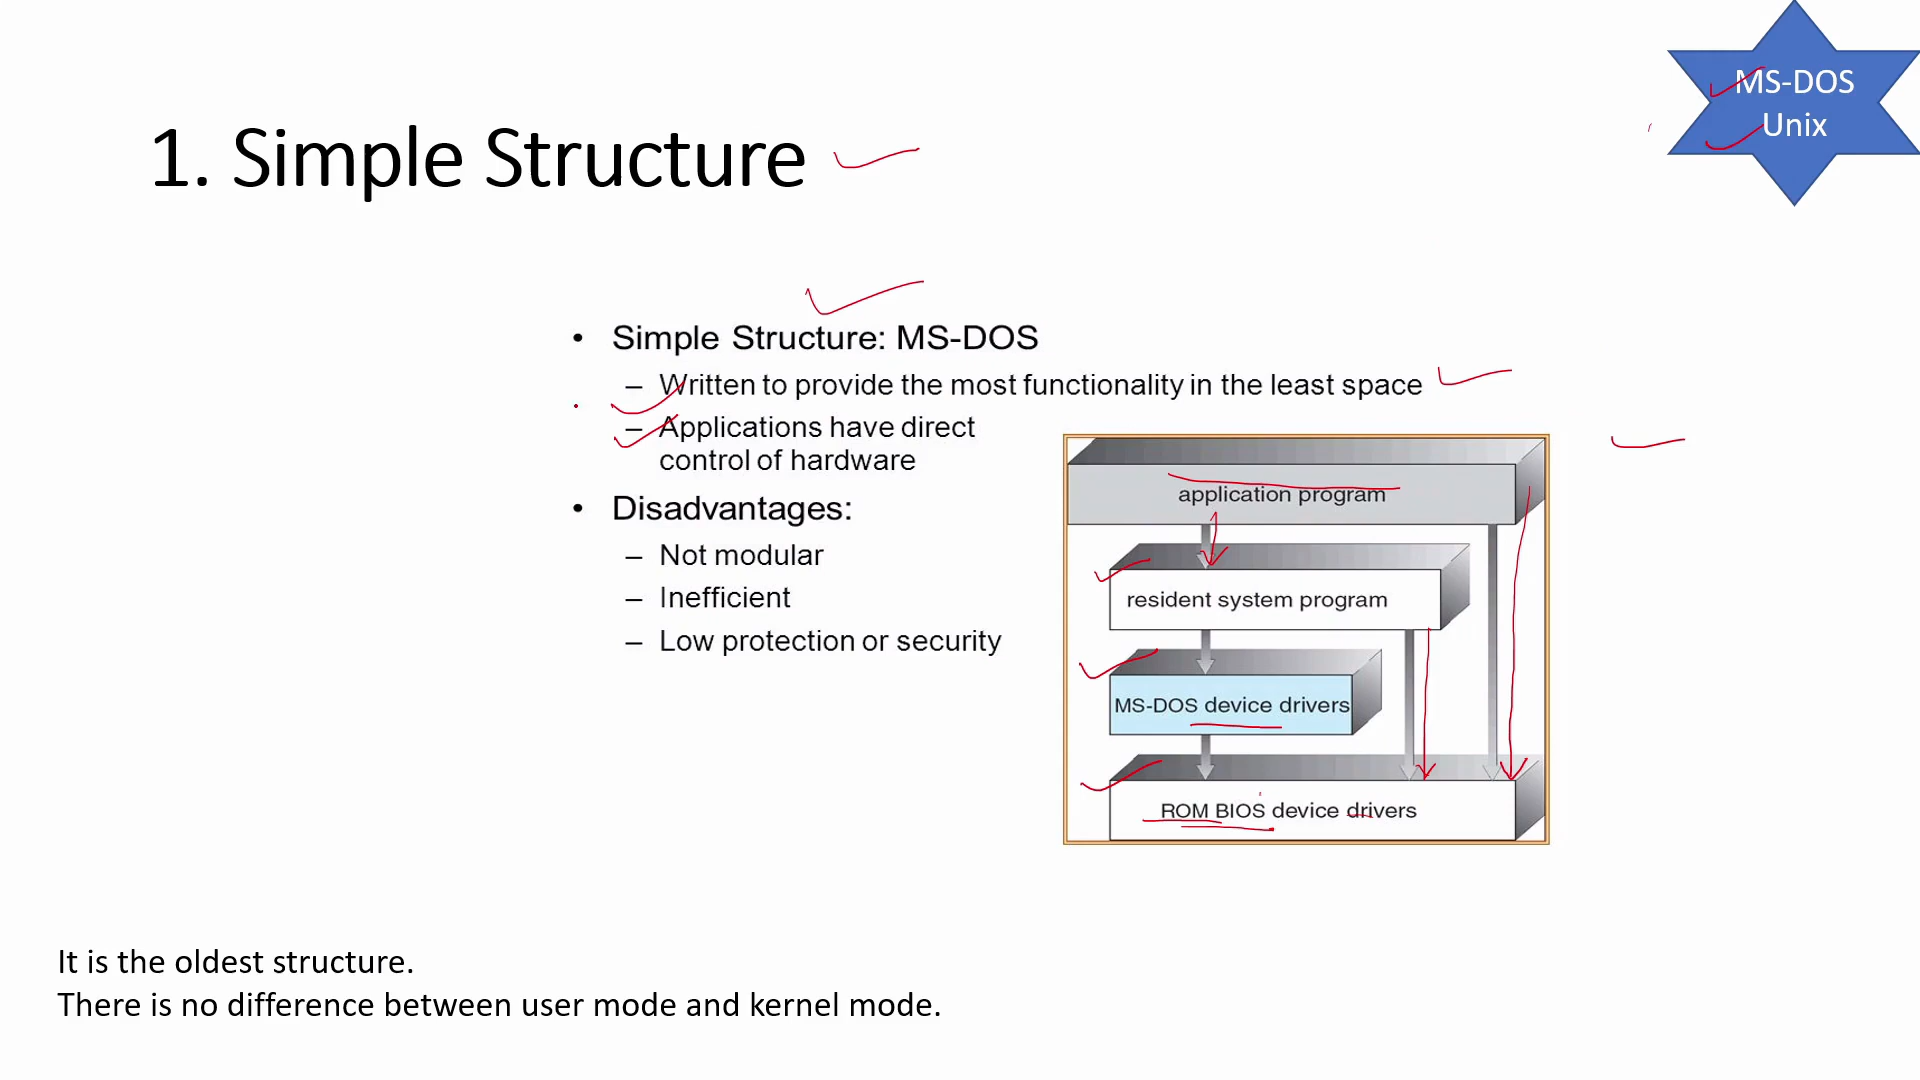 MS-DOS
Unix
1. Simple Structure
• Simple Structure: MS-DOS
– Written to provide the most functionality in the least space
– Applications have direct
control of hardware
• Disadvantages:
– Not modular
– Inefficient
– Low protection or security
application program
resident system program
MS-DOS device drivers
ROM BIOS device drivers
It is the oldest structure.
There is no difference between user mode and kernel mode.